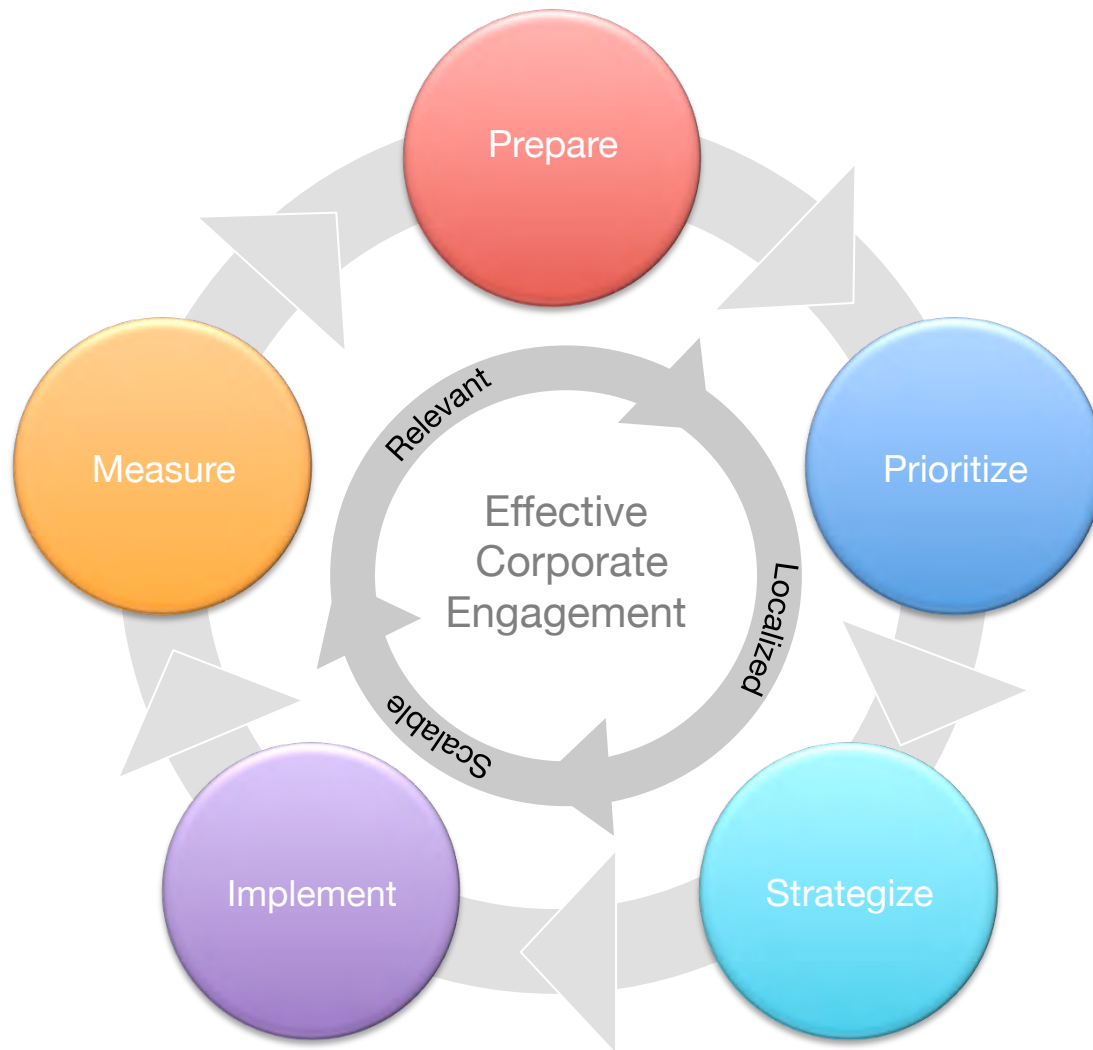 Prepare
Prioritize
Strategize
Implement
Measure
Relevant
Localized
Scalable
Effective
Corporate
Engagement